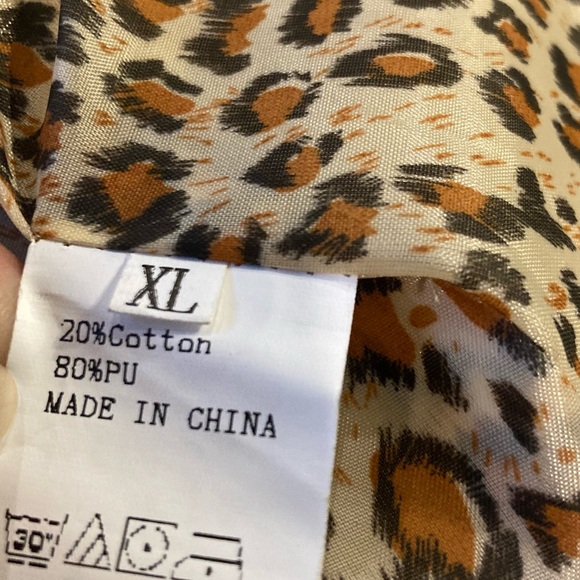 XL
20%Cotton
80%PU
MADE IN CHINA
30°